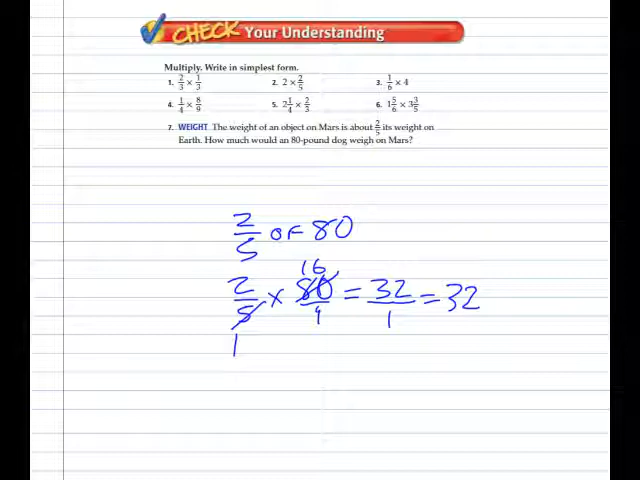 CHECK Your Understanding
Multiply. Write in simplest form.
1. 2/3 × 1/3 2. 2 × 2/5 3. 1/6 × 4
4. 1/4 × 8/9 5. 2 1/4 × 2/3 6. 1 5/6 × 3 3/5
7. WEIGHT The weight of an object on Mars is about 2/5 its weight on
Earth. How much would an 80-pound dog weigh on Mars?
2/5 OF 80
16
2/5 × 80/1 = 32/1 = 32
1